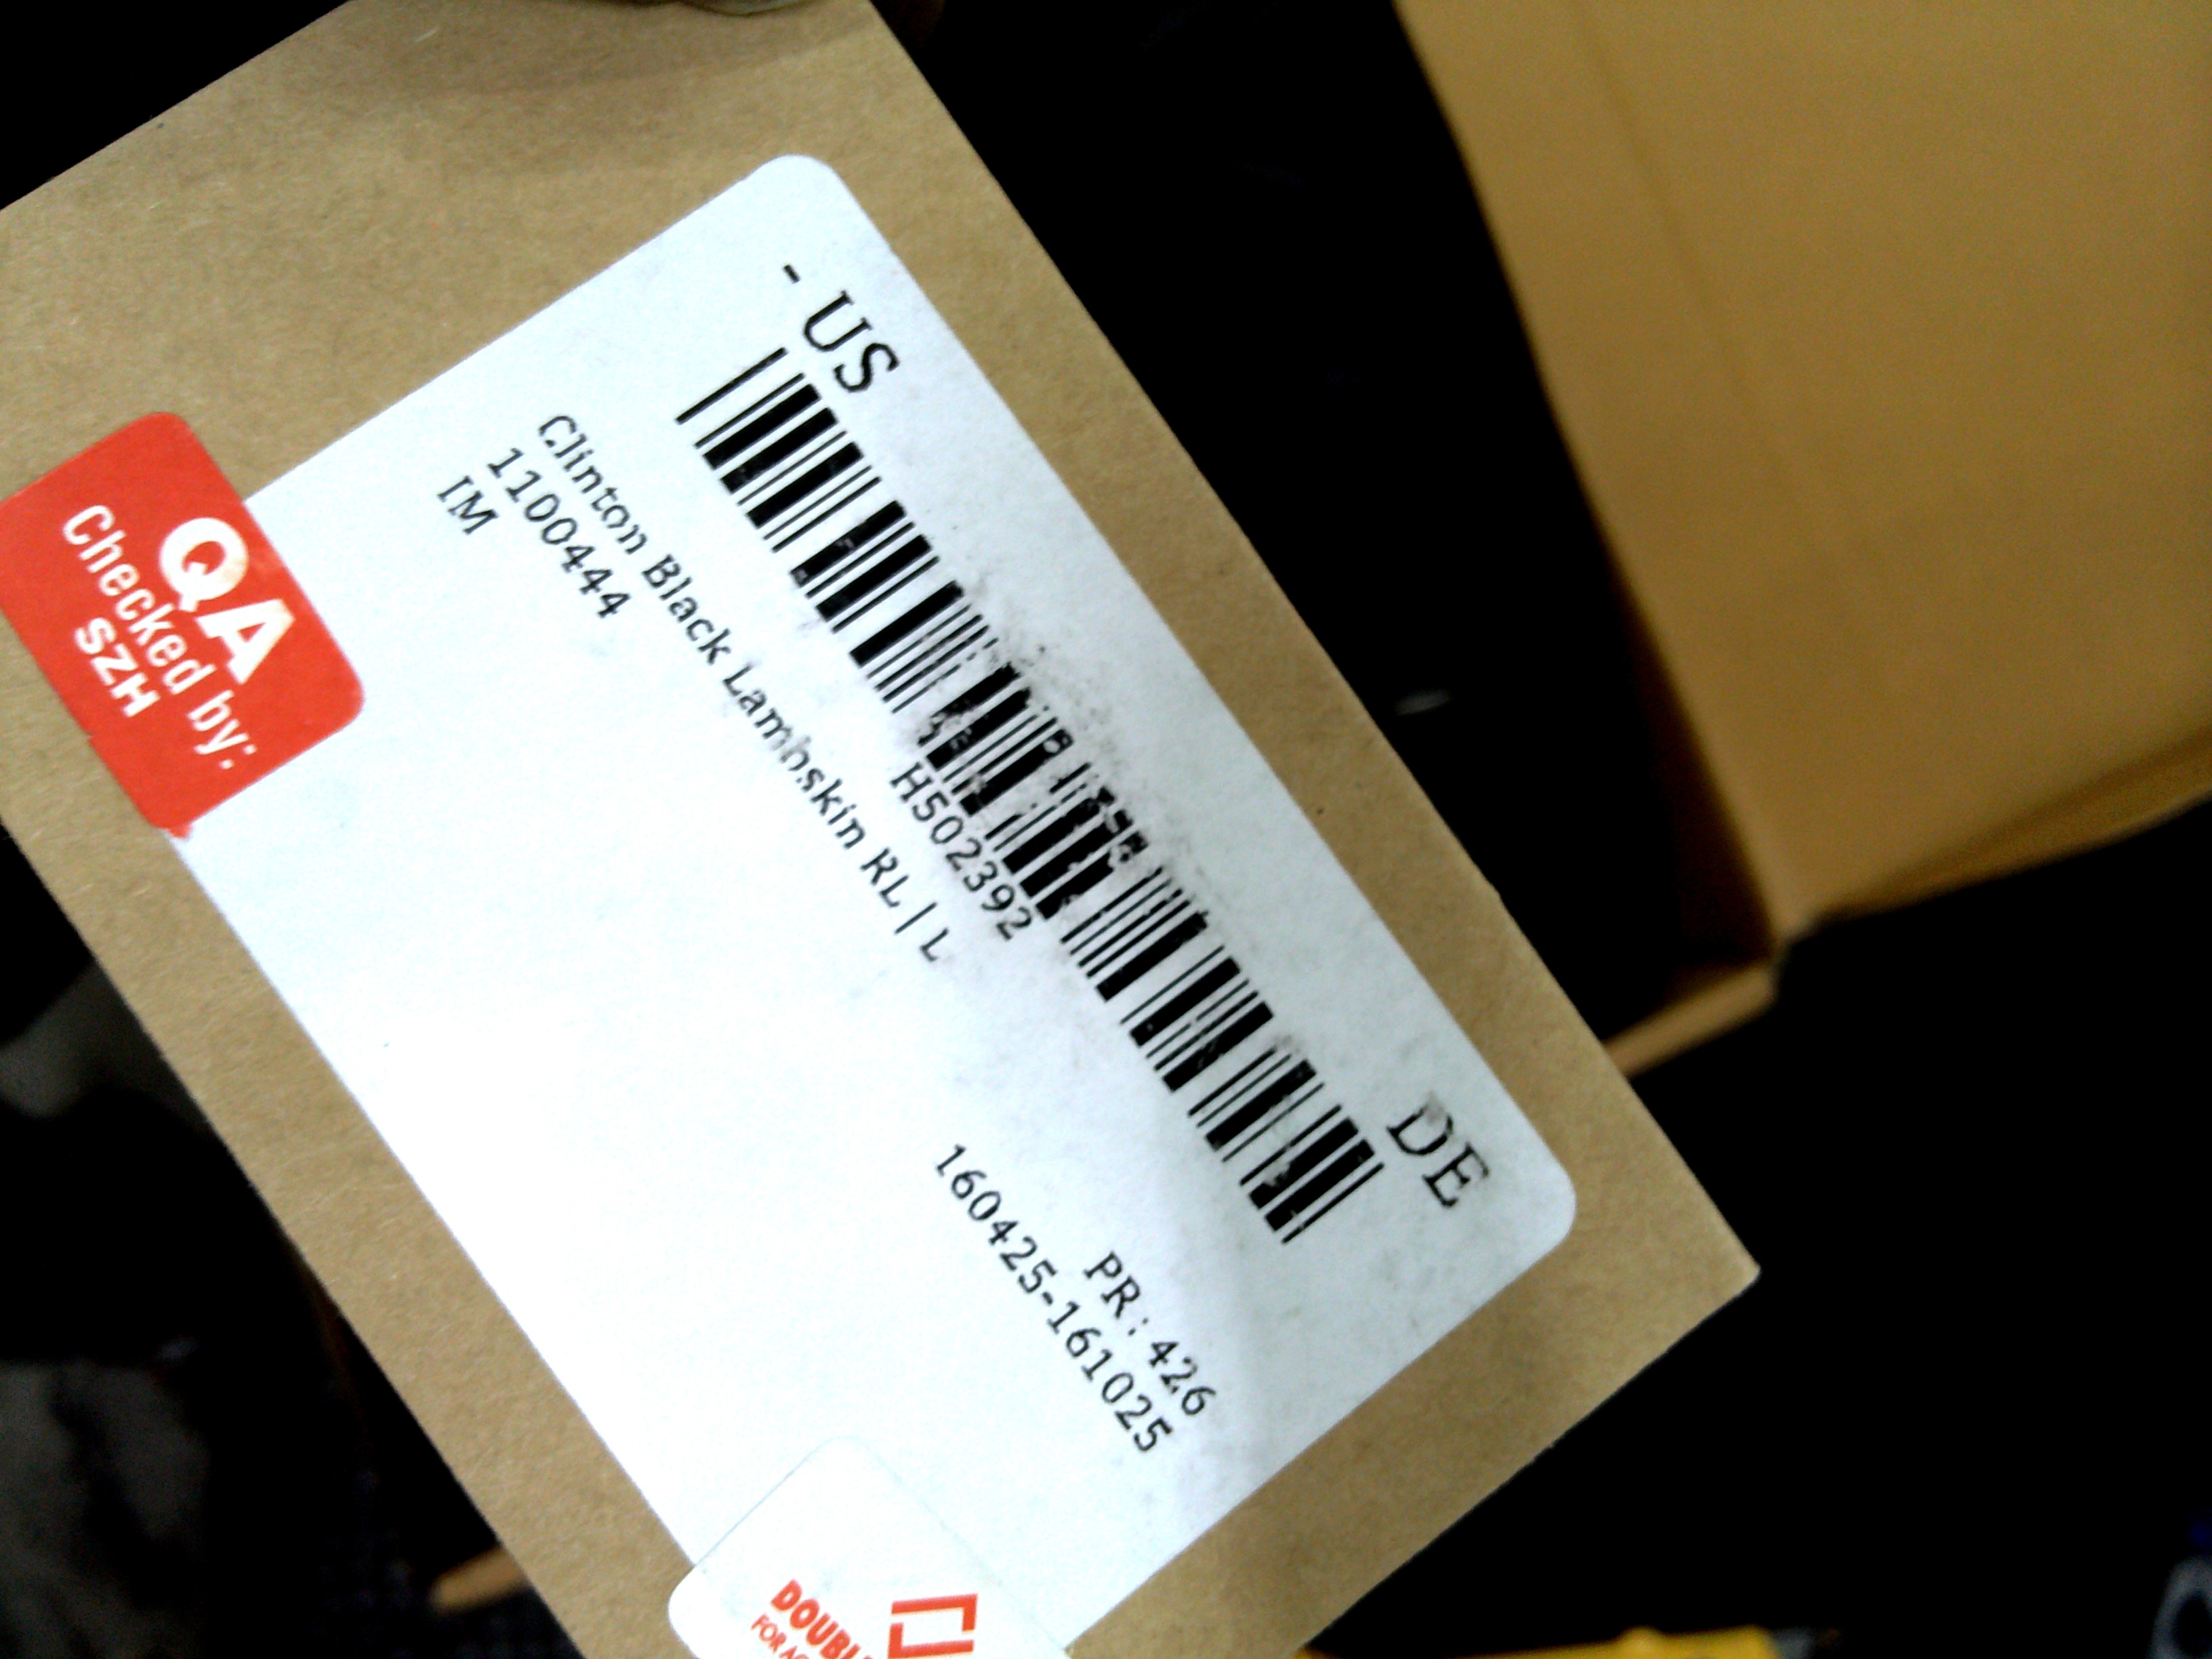 - US
DE
H502392
Clinton Black Lambskin RL | L
1100444
IM
PR: 426
160425-161025
QA
Checked by:
SZH